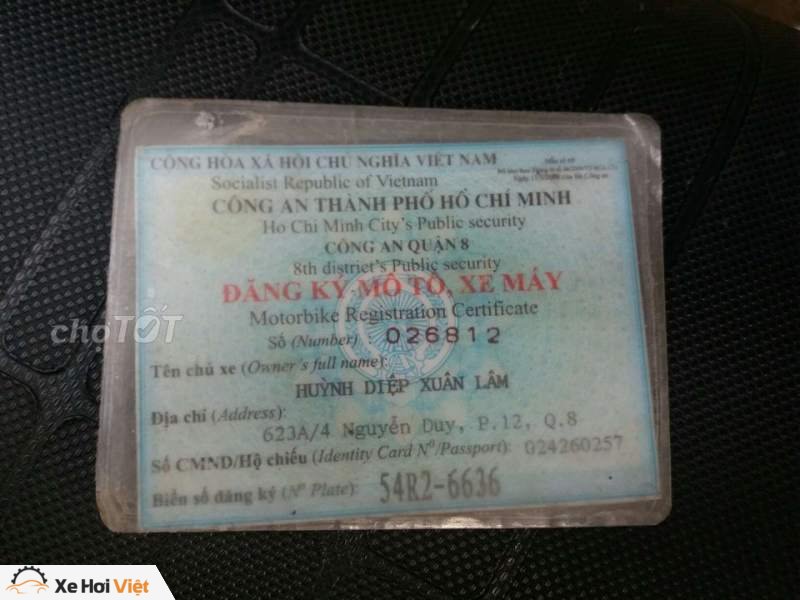 CỘNG HÒA XÃ HỘI CHỦ NGHĨA VIỆT NAM
Socialist Republic of Vietnam
CÔNG AN THÀNH PHỐ HỒ CHÍ MINH
Ho Chi Minh City's Public security
CÔNG AN QUẬN 8
8th district's Public security
ĐĂNG KÝ MÔ TÔ, XE MÁY
Motorbike Registration Certificate
Số (Number) 026812
Tên chủ xe (Owner's full name):
HUỲNH DIỆP XUÂN LÂM
Địa chỉ (Address):
623A/4 Nguyễn Duy, P.12, Q.8
Số CMND/Hộ chiếu (Identity Card Nº/Passport): 024260257
Biển số đăng ký (Nº Plate): 54R2-6636
chợTỐT
Xe Hơi Việt